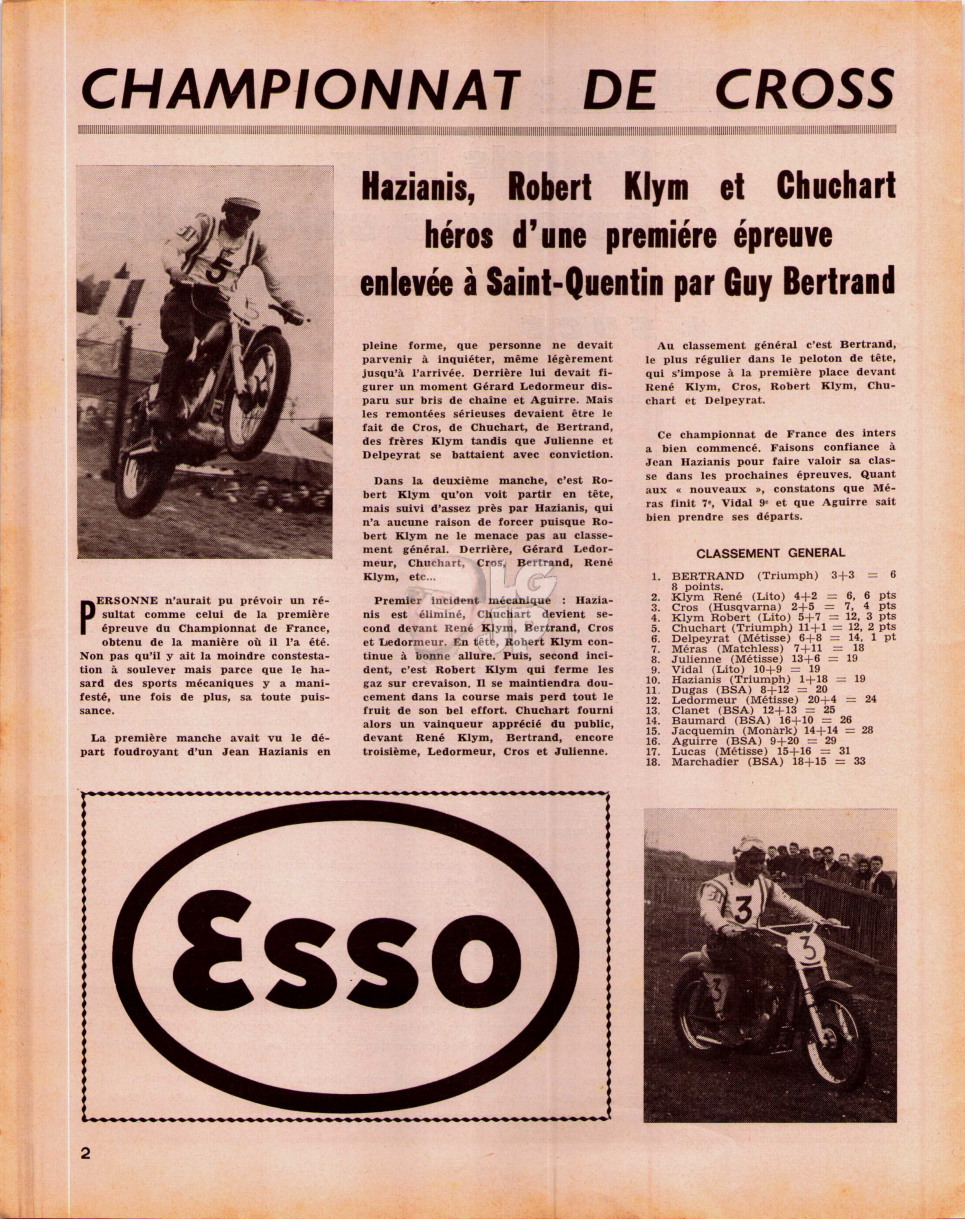 CHAMPIONNAT DE CROSS
Hazianis, Robert Klym et Chuchart
héros d'une premiére épreuve
enlevée à Saint-Quentin par Guy Bertrand
5
PERSONNE n'aurait pu prévoir un ré-
sultat comme celui de la première
épreuve du Championnat de France,
obtenu de la manière où il l'a été.
Non pas qu'il y ait la moindre constesta-
tion à soulever mais parce que le ha-
sard des sports mécaniques y a mani-
festé, une fois de plus, sa toute puis-
sance.
La première manche avait vu le dé-
part foudroyant d'un Jean Hazianis en
pleine forme, que personne ne devait
parvenir à inquiéter, même légèrement
jusqu'à l'arrivée. Derrière lui devait fi-
gurer un moment Gérard Ledormeur dis-
paru sur bris de chaîne et Aguirre. Mais
les remontées sérieuses devaient être le
fait de Cros, de Chuchart, de Bertrand,
des frères Klym tandis que Julienne et
Delpeyrat se battaient avec conviction.
Dans la deuxième manche, c'est Ro-
bert Klym qu'on voit partir en tête,
mais suivi d'assez près par Hazianis, qui
n'a aucune raison de forcer puisque Ro-
bert Klym ne le menace pas au classe-
ment général. Derrière, Gérard Ledor-
meur, Chuchart, Cros, Bertrand, René
Klym, etc...
Premier incident mécanique : Hazia-
nis est éliminé, Chuchart devient se-
cond devant René Klym, Bertrand, Cros
et Ledormeur. En tête, Robert Klym con-
tinue à bonne allure. Puis, second inci-
dent, c'est Robert Klym qui ferme les
gaz sur crevaison. Il se maintiendra dou-
cement dans la course mais perd tout le
fruit de son bel effort. Chuchart fourni
alors un vainqueur apprécié du public,
devant René Klym, Bertrand, encore
troisième, Ledormeur, Cros et Julienne.
Au classement général c'est Bertrand,
le plus régulier dans le peloton de tête,
qui s'impose à la première place devant
René Klym, Cros, Robert Klym, Chu-
chart et Delpeyrat.
Ce championnat de France des inters
a bien commencé. Faisons confiance à
Jean Hazianis pour faire valoir sa clas-
se dans les prochaines épreuves. Quant
aux « nouveaux », constatons que Mé-
ras finit 7e, Vidal 9e et que Aguirre sait
bien prendre ses départs.
CLASSEMENT GENERAL
1. BERTRAND (Triumph) 3+3 = 6
8 points.
2. Klym René (Lito) 4+2 = 6, 6 pts
3. Cros (Husqvarna) 2+5 = 7, 4 pts
4. Klym Robert (Lito) 5+7 = 12, 3 pts
5. Chuchart (Triumph) 11+1 = 12, 2 pts
6. Delpeyrat (Métisse) 6+8 = 14, 1 pt
7. Méras (Matchless) 7+11 = 18
8. Julienne (Métisse) 13+6 = 19
9. Vidal (Lito) 10+9 = 19
10. Hazianis (Triumph) 1+18 = 19
11. Dugas (BSA) 8+12 = 20
12. Ledormeur (Métisse) 20+4 = 24
13. Clanet (BSA) 12+13 = 25
14. Baumard (BSA) 16+10 = 26
15. Jacquemin (Monark) 14+14 = 28
16. Aguirre (BSA) 9+20 = 29
17. Lucas (Métisse) 15+16 = 31
18. Marchadier (BSA) 18+15 = 33
Esso
3
3
3
2